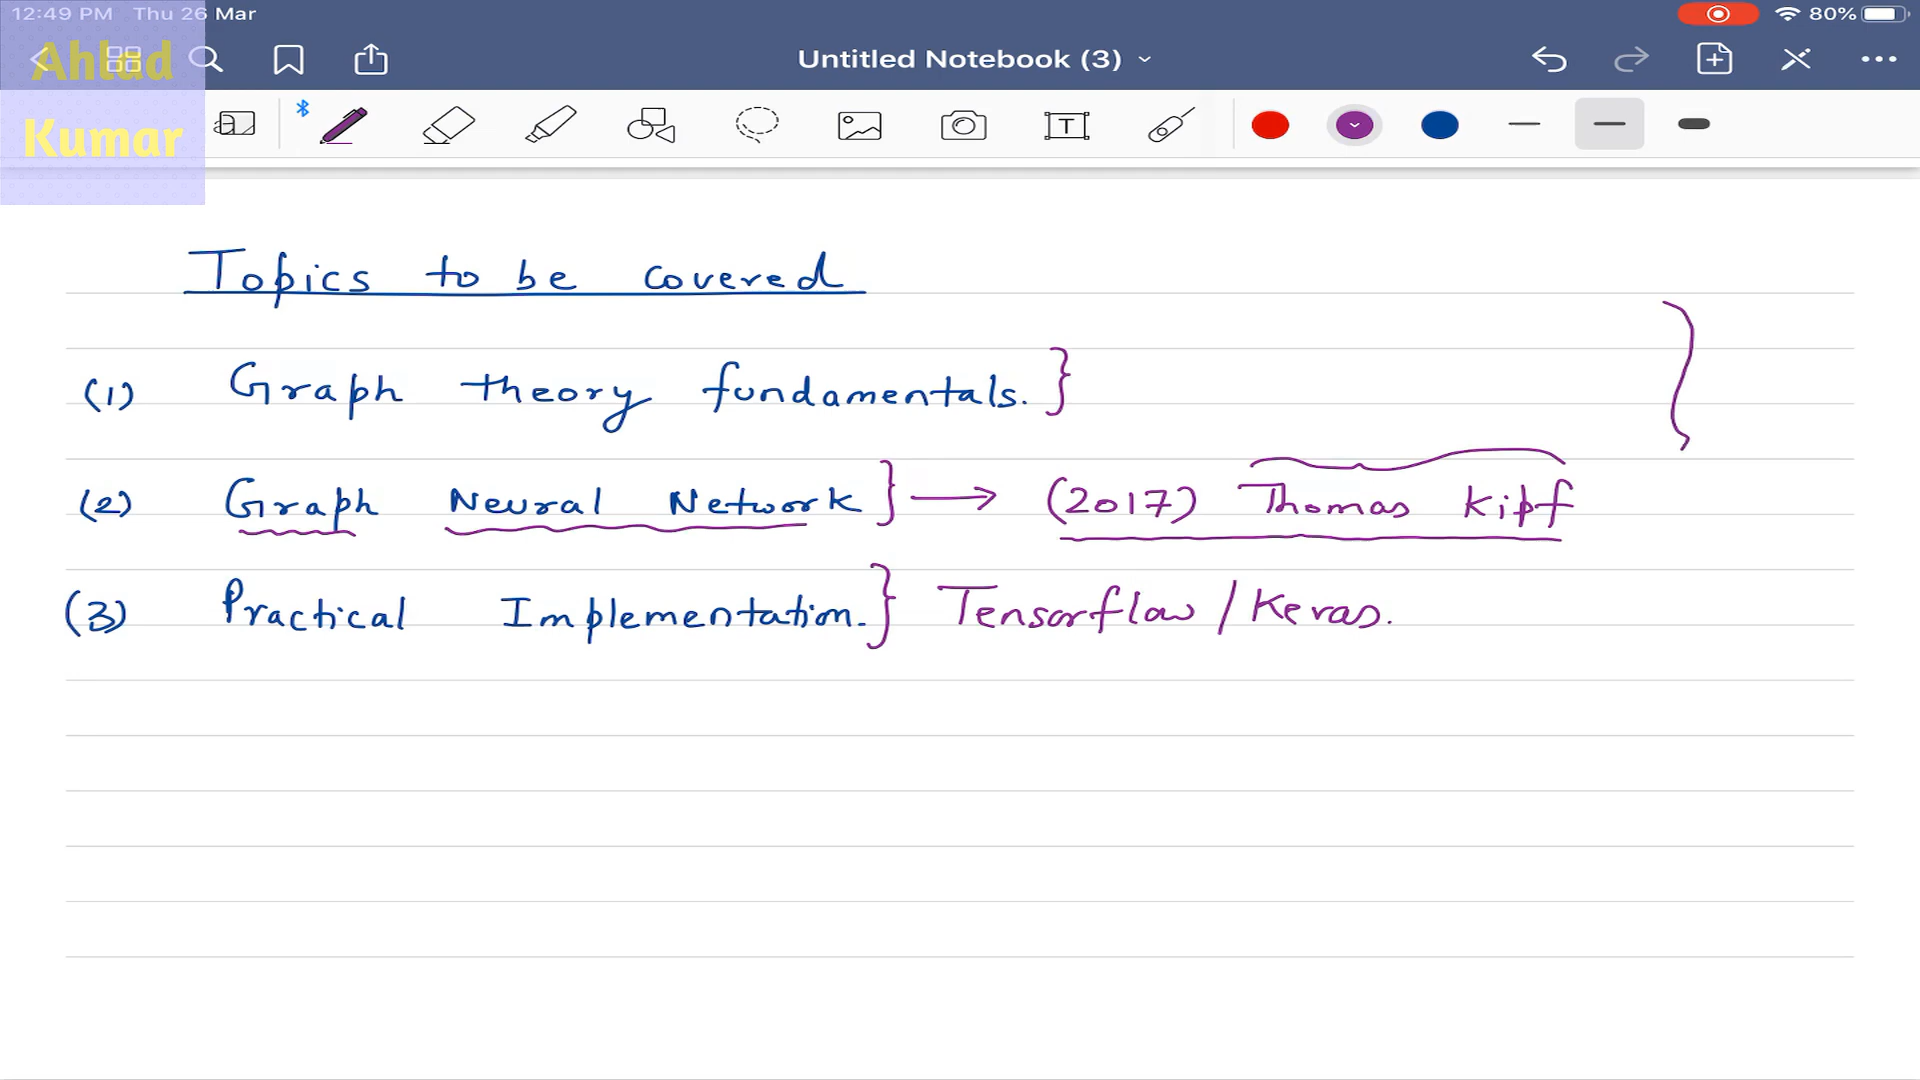 12:49 PM Thu 26 Mar
80%
Ahlad
Kumar
Untitled Notebook (3)
Topics to be covered
(1) Graph theory fundamentals. }
(2) Graph Neural Network } → (2017) Thomas Kipf
(3) Practical Implementation. } Tensorflow / Keras.